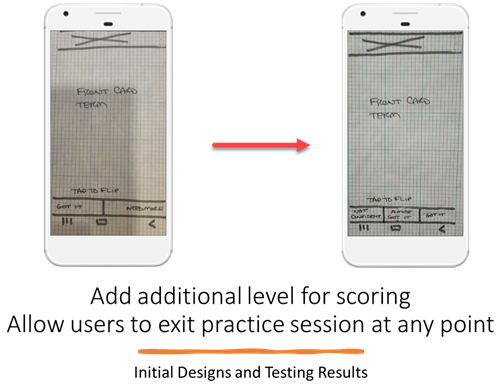 FRONT CARD
TERM
TAP TO FLIP
GOT IT
NEED MORE
FRONT CARD
TERM
TAP TO FLIP
NOT
CONFIDENT
ALMOST
GOT IT
GOT IT
Add additional level for scoring
Allow users to exit practice session at any point
Initial Designs and Testing Results